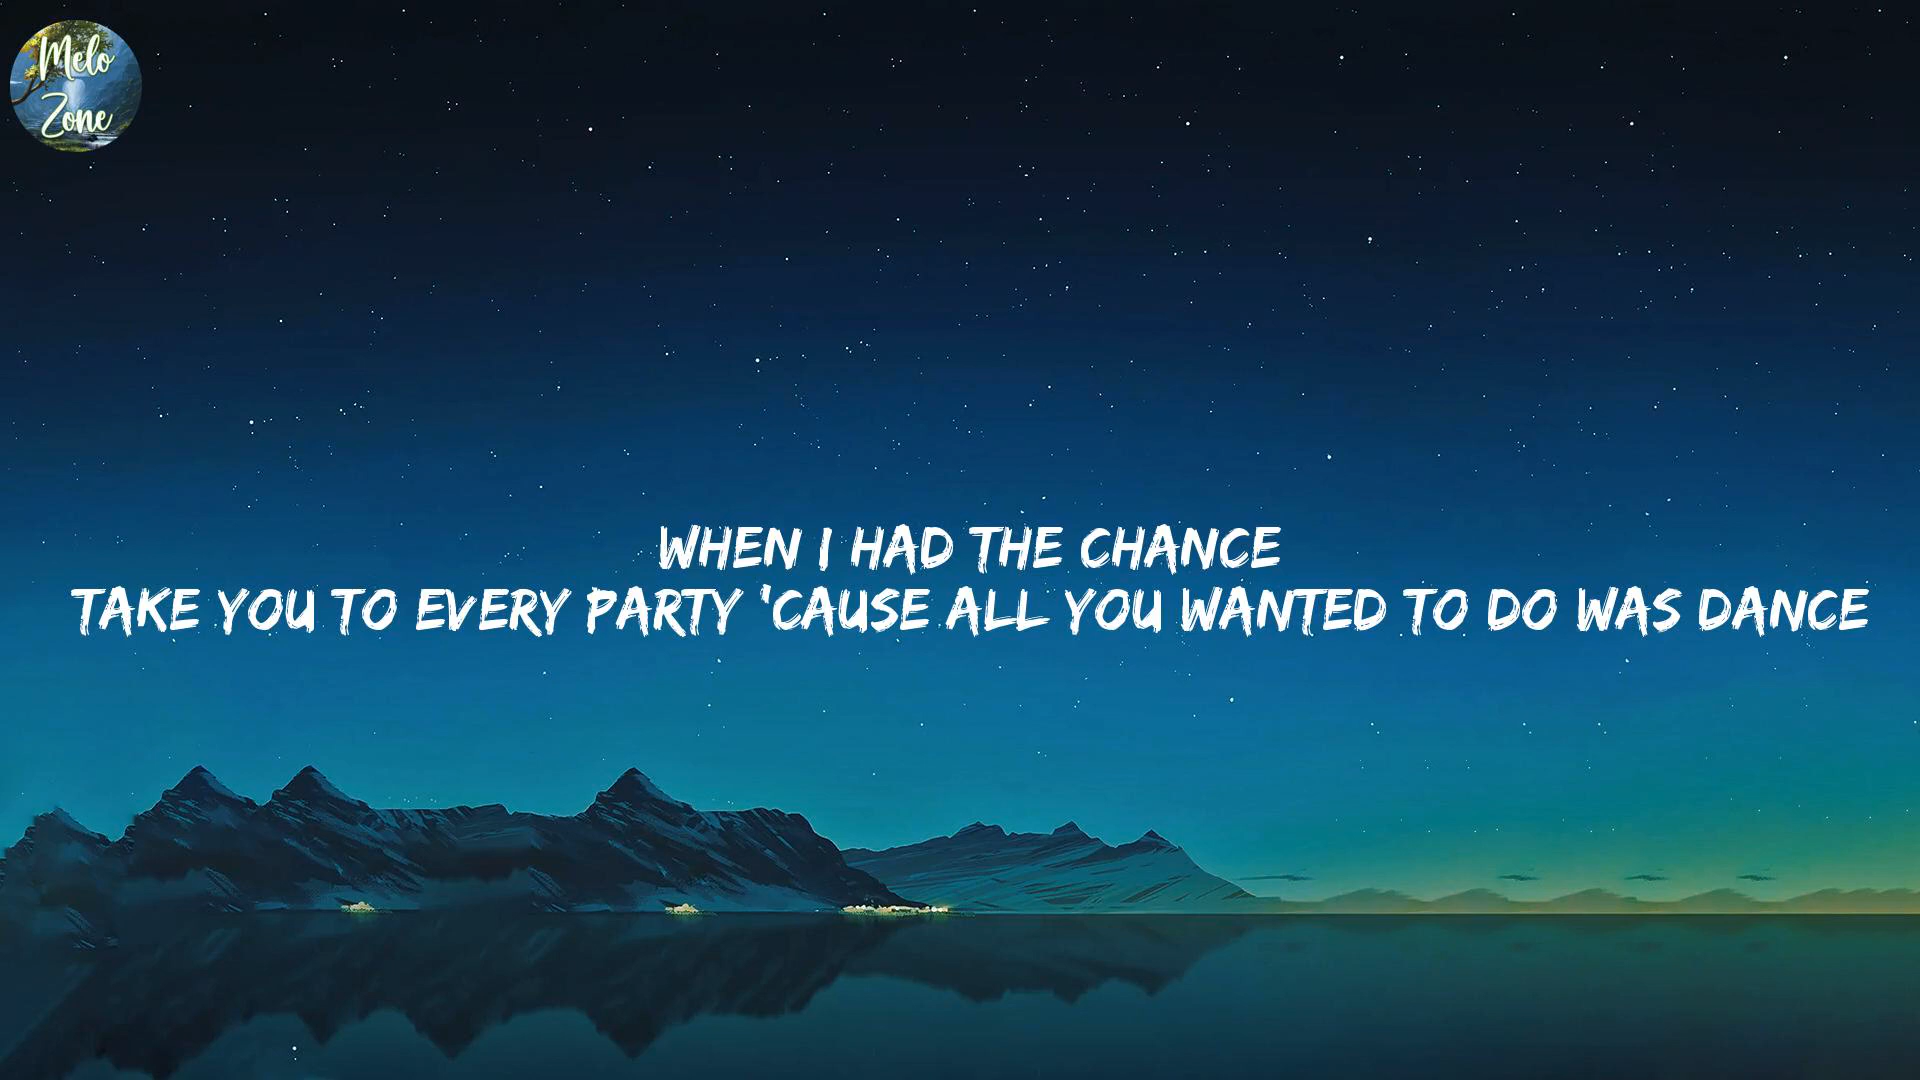 Melo
Zone
WHEN I HAD THE CHANCE
TAKE YOU TO EVERY PARTY 'CAUSE ALL YOU WANTED TO DO WAS DANCE